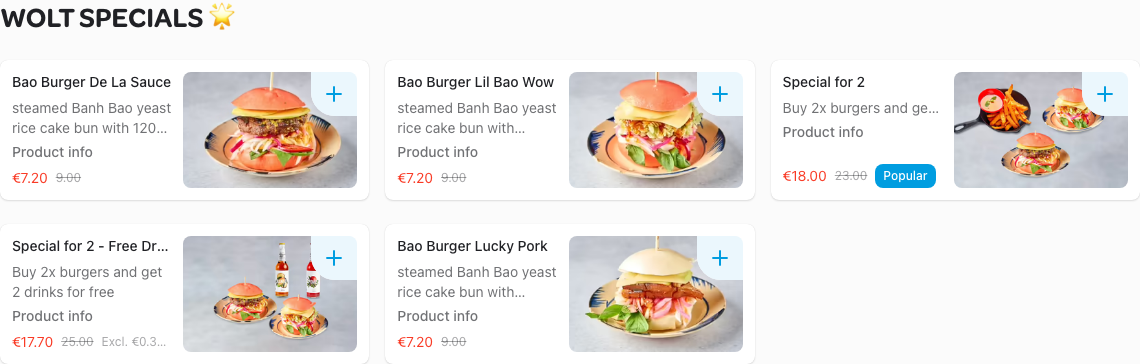 WOLT SPECIALS 🌟
Bao Burger De La Sauce
steamed Banh Bao yeast
rice cake bun with 120...
Product info
€7.20 9.00
Bao Burger Lil Bao Wow
steamed Banh Bao yeast
rice cake bun with...
Product info
€7.20 9.00
Special for 2
Buy 2x burgers and ge...
Product info
€18.00 23.00 Popular
Special for 2 - Free Dr...
Buy 2x burgers and get
2 drinks for free
Product info
€17.70 25.00 Excl. €0.3...
Bao Burger Lucky Pork
steamed Banh Bao yeast
rice cake bun with...
Product info
€7.20 9.00